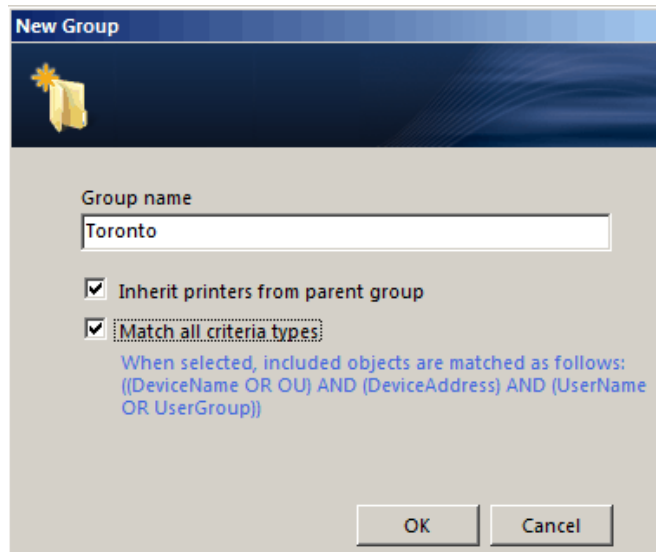 New Group
Group name
Toronto
Inherit printers from parent group
Match all criteria types
When selected, included objects are matched as follows:
((DeviceName OR OU) AND (DeviceAddress) AND (UserName
OR UserGroup))
OK
Cancel